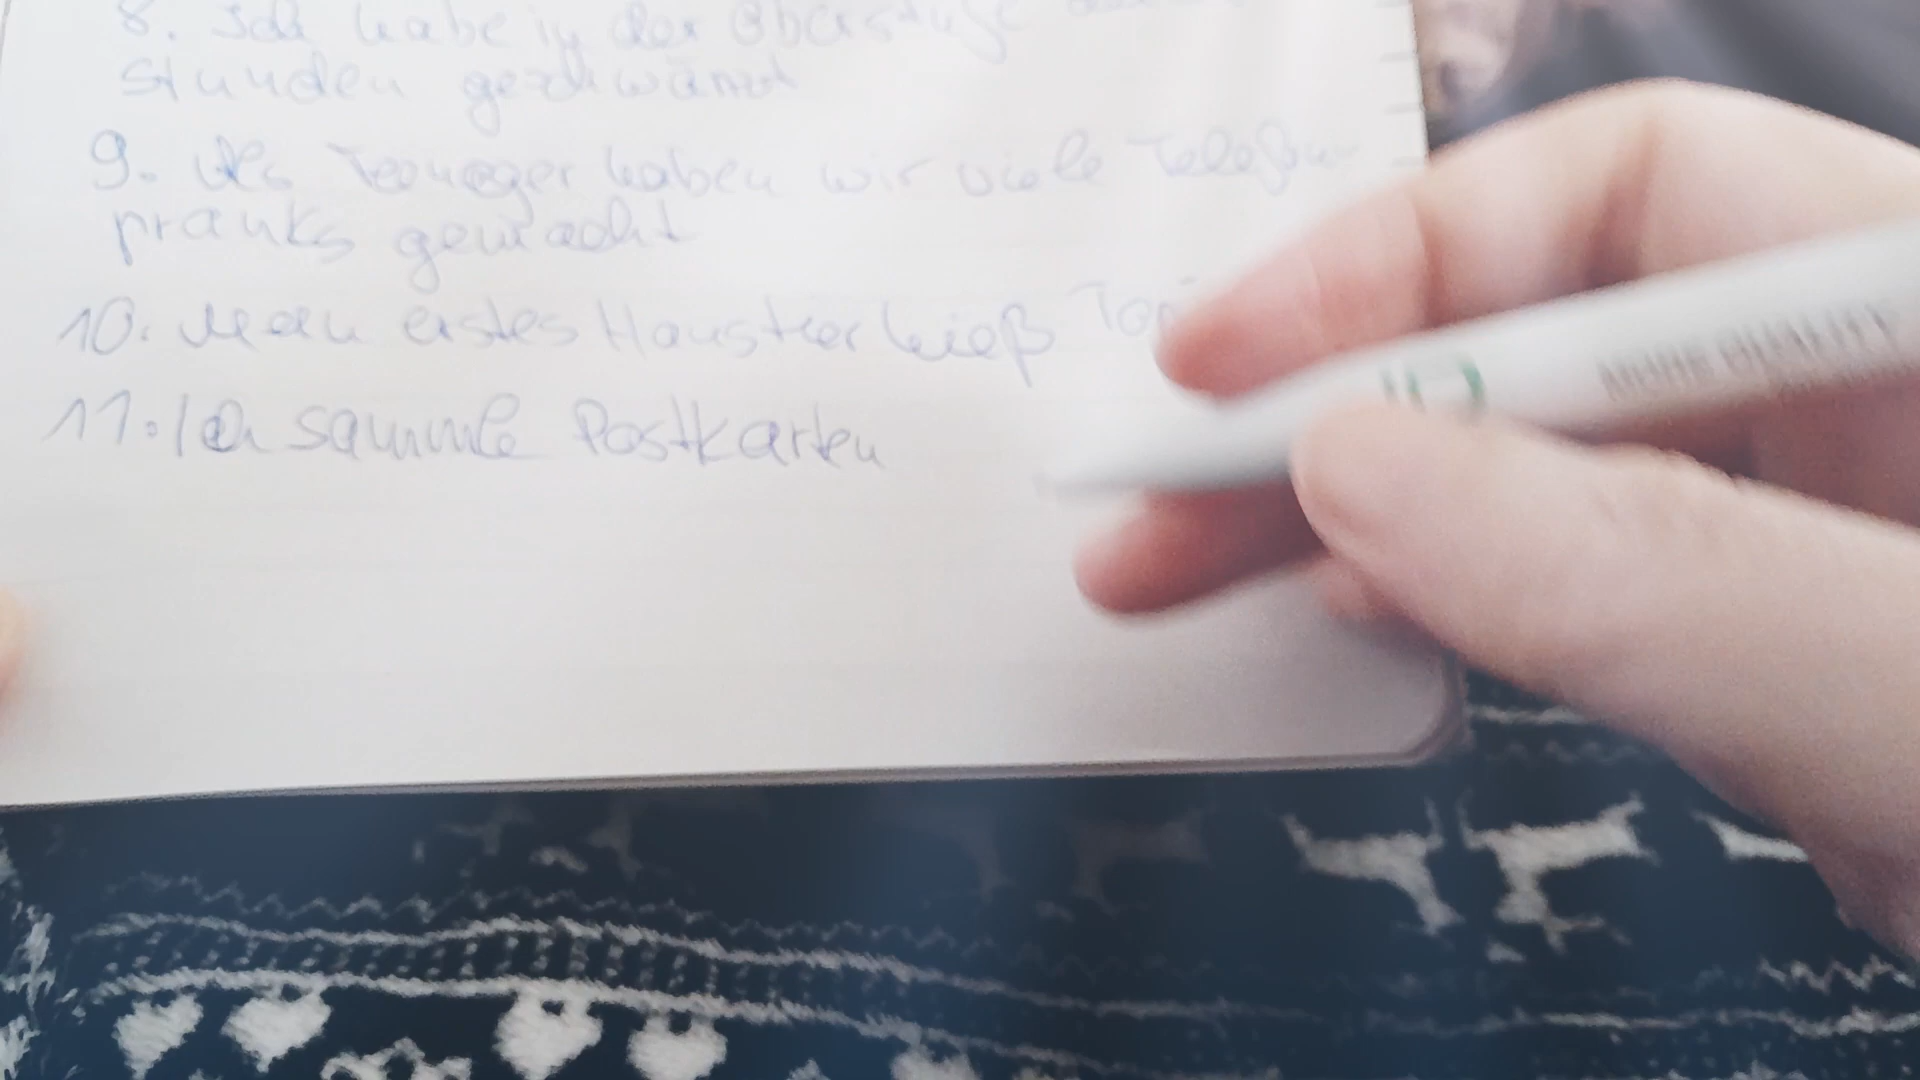 8. Ich habe in der Oberstufe
Stunden geschwänzt
9. Als Teenager haben wir viele Telefon
pranks gemacht
10. Mein erstes Haustier hieß
11. Ich sammle Postkarten